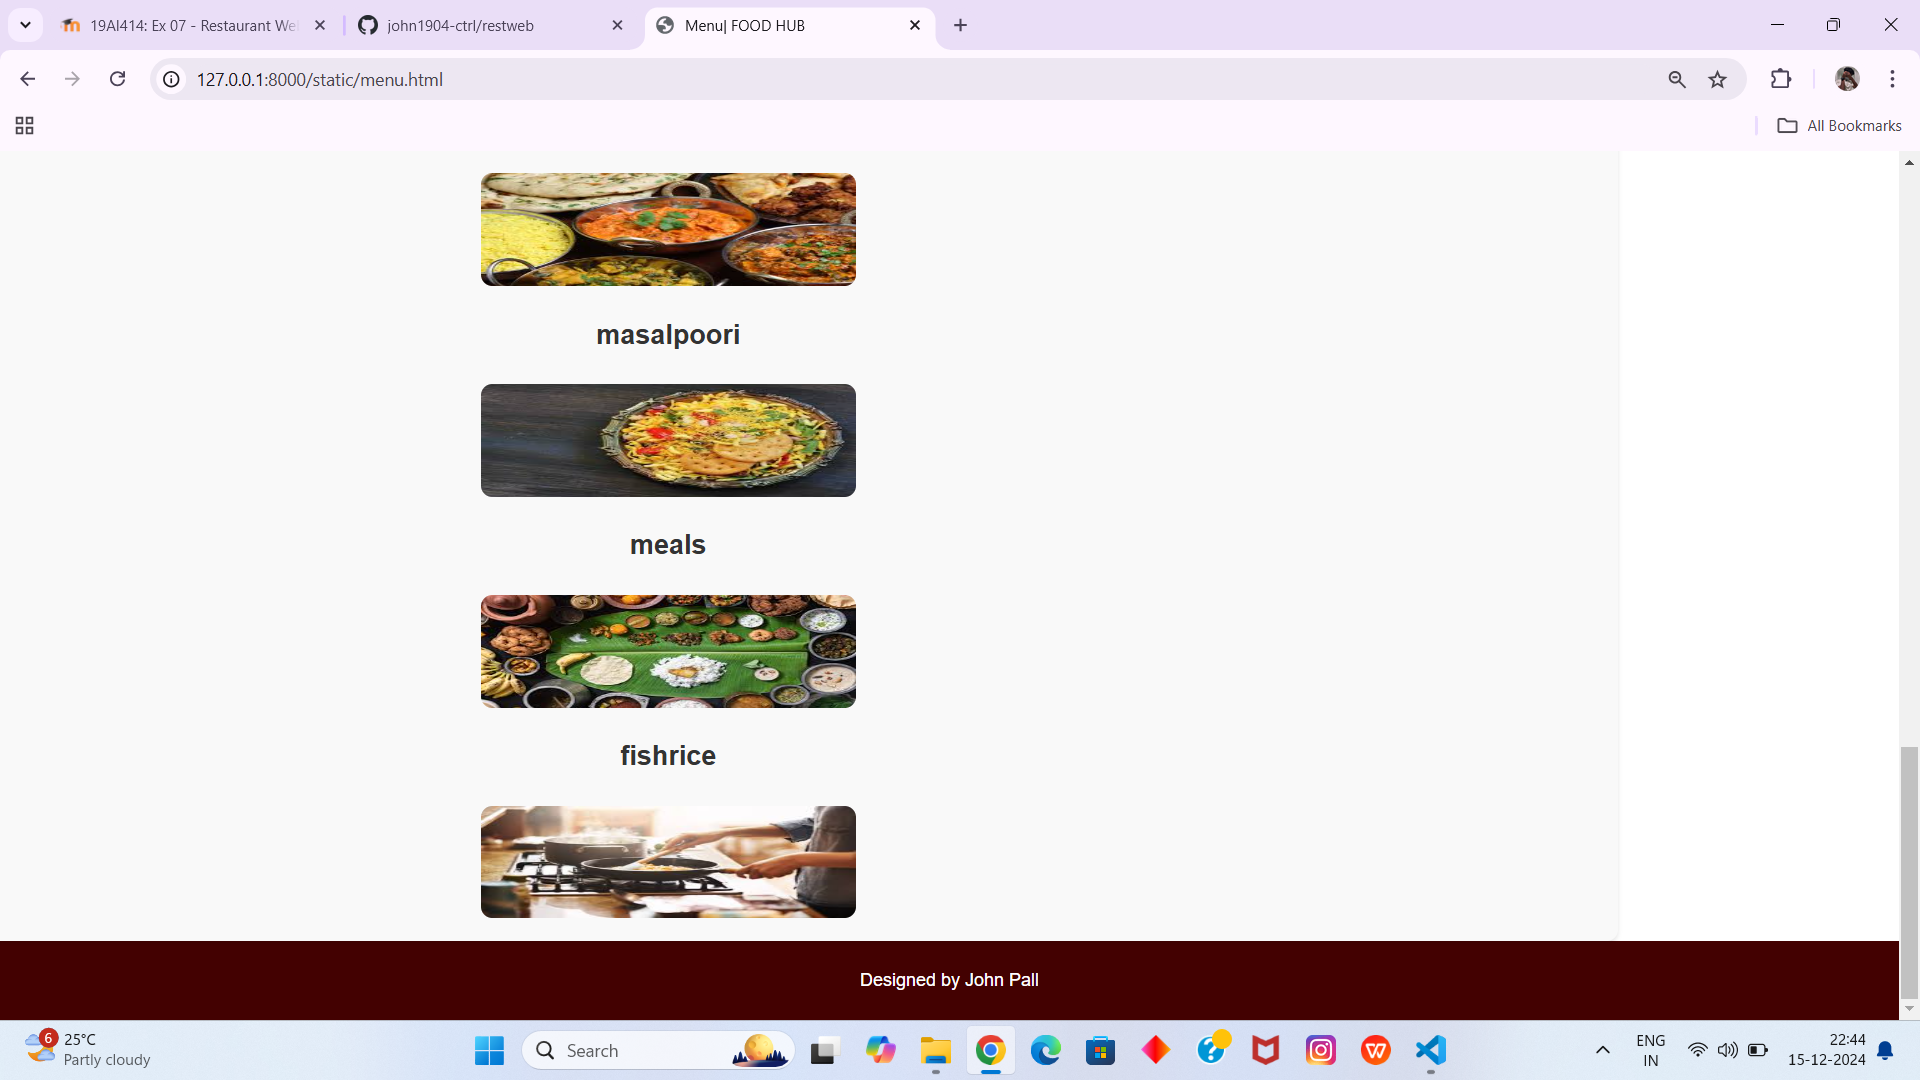 19AI414: Ex 07 - Restaurant We
john1904-ctrl/restweb
Menu| FOOD HUB
127.0.0.1:8000/static/menu.html
All Bookmarks
masalpoori
meals
fishrice
Designed by John Pall
6
25°C
Partly cloudy
Search
ENG
IN
22:44
15-12-2024